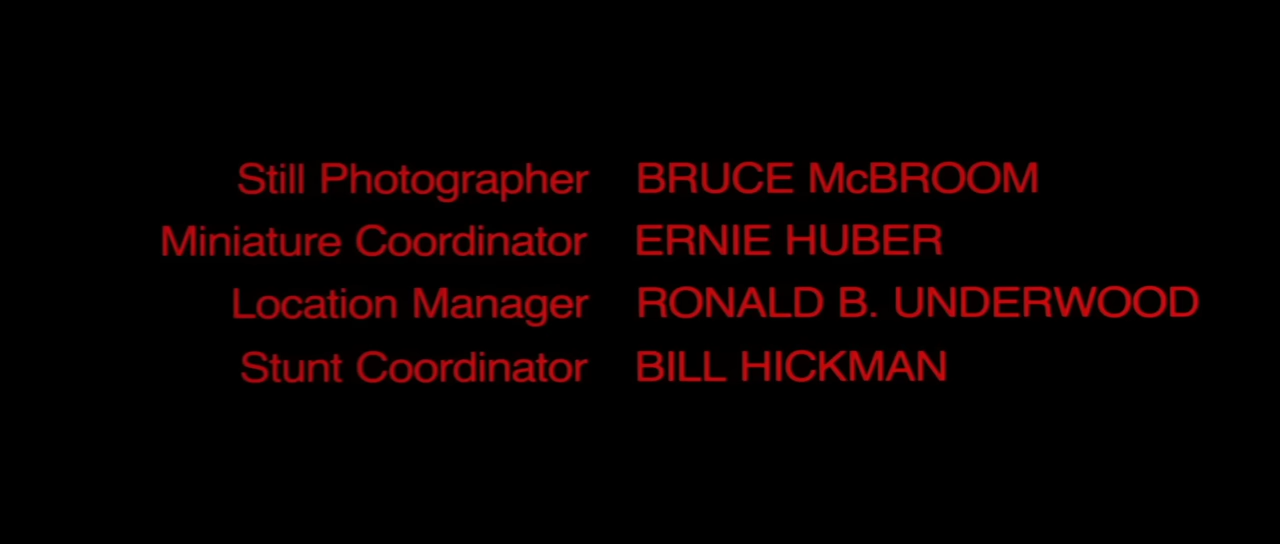 Still Photographer BRUCE McBROOM
Miniature Coordinator ERNIE HUBER
Location Manager RONALD B. UNDERWOOD
Stunt Coordinator BILL HICKMAN